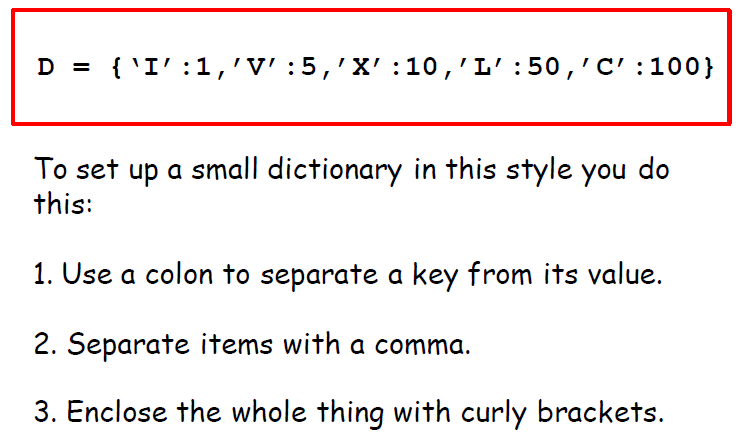 D = {‘I’:1,’V’:5,’X’:10,’L’:50,’C’:100}
To set up a small dictionary in this style you do
this:
1. Use a colon to separate a key from its value.
2. Separate items with a comma.
3. Enclose the whole thing with curly brackets.